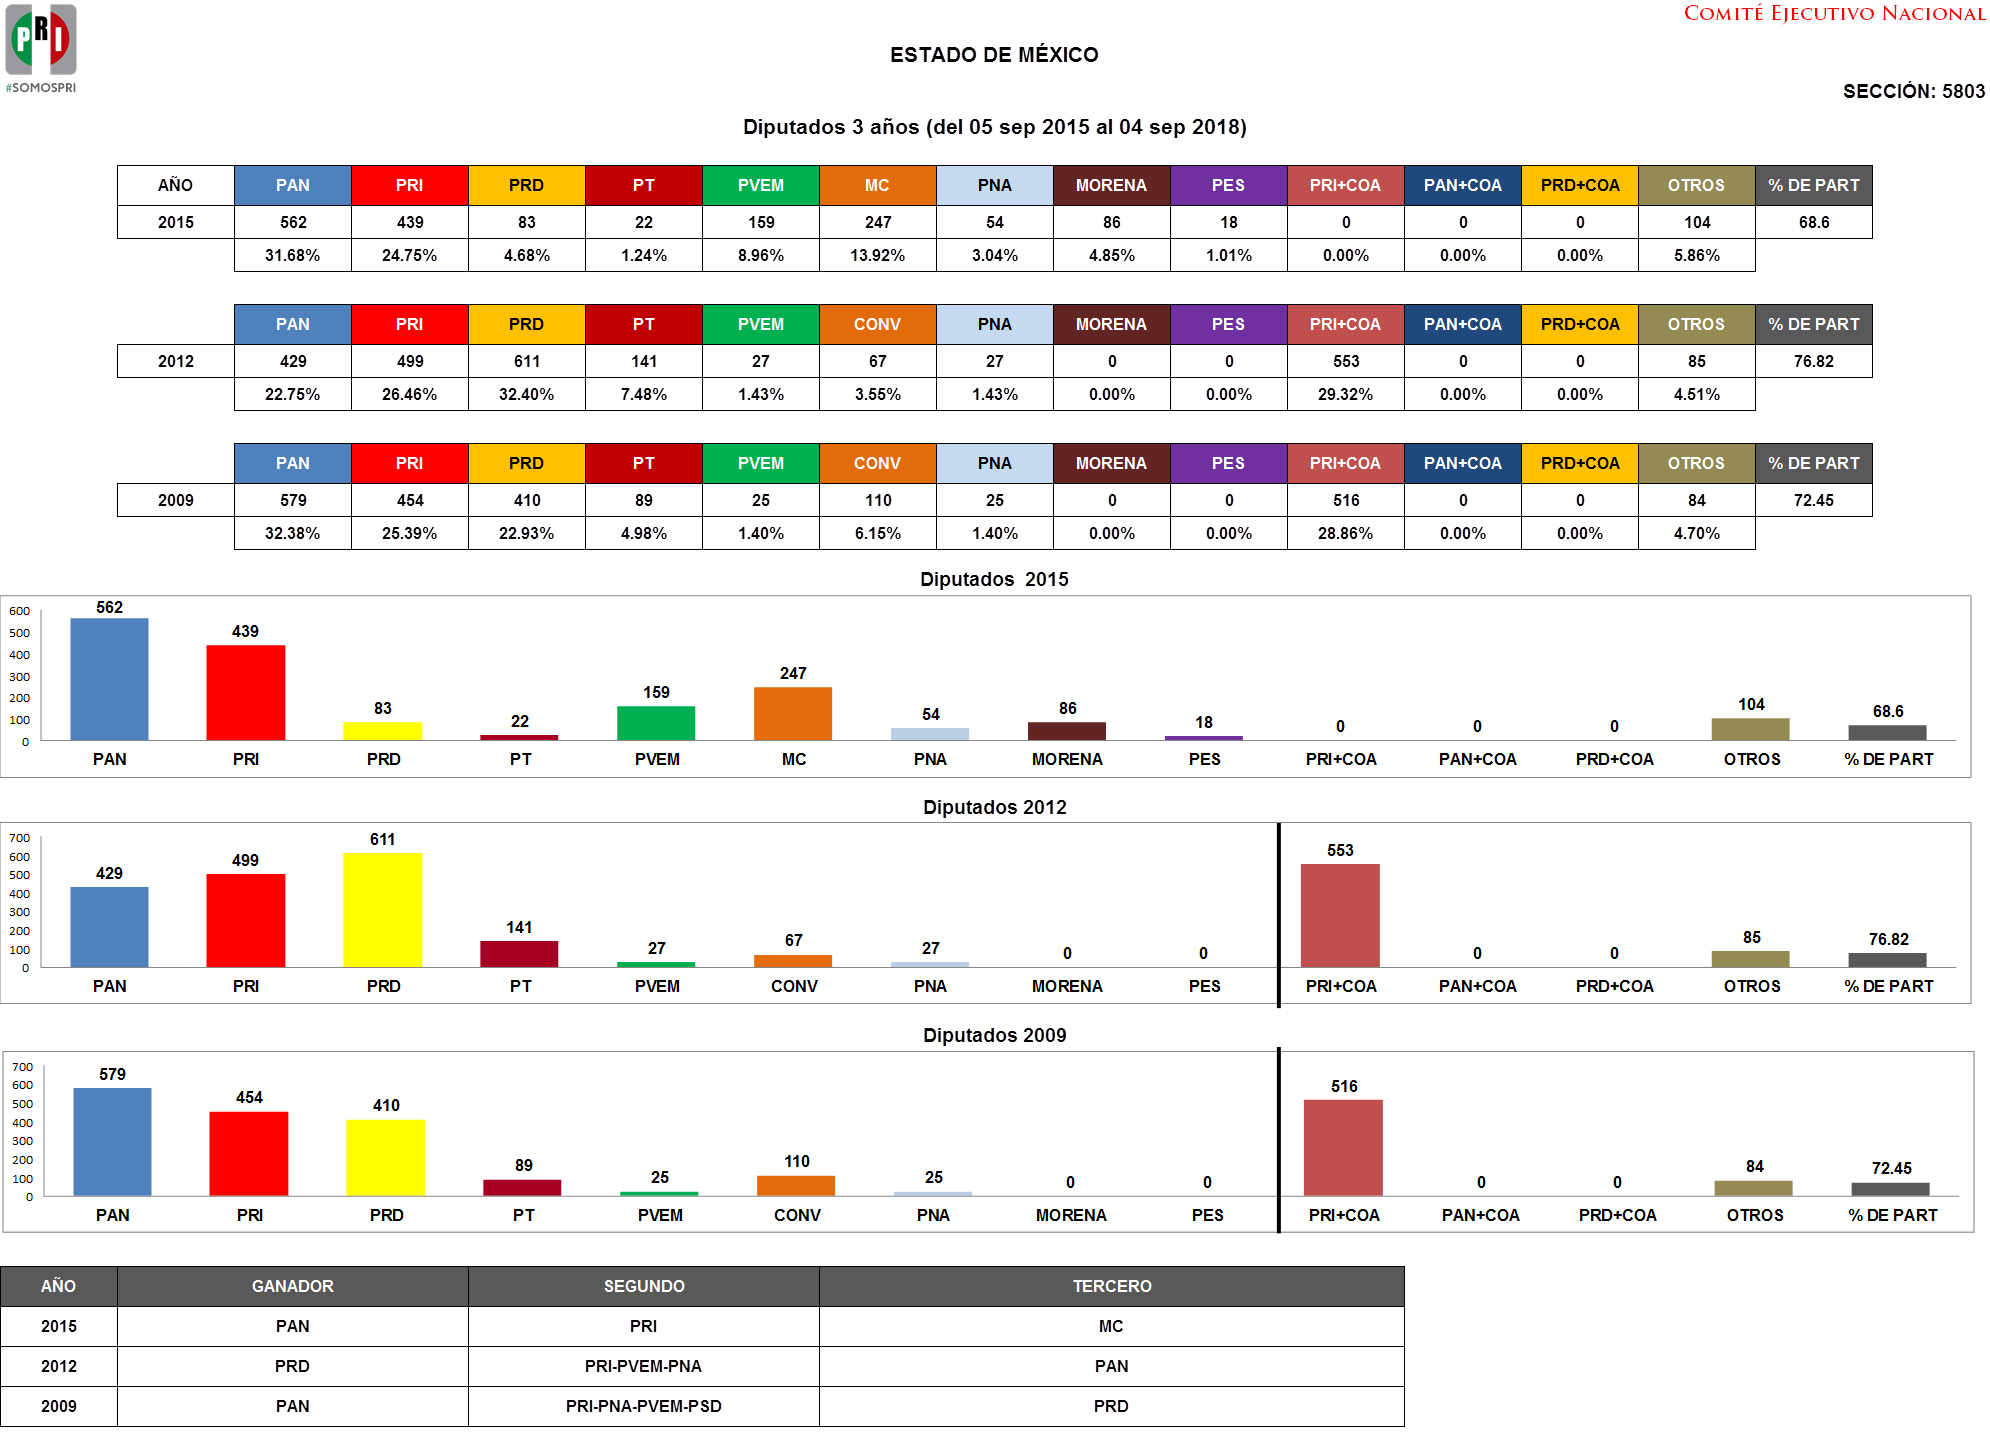 PRI
#SOMOSPRI
COMITÉ EJECUTIVO NACIONAL
ESTADO DE MÉXICO
SECCIÓN: 5803
Diputados 3 años (del 05 sep 2015 al 04 sep 2018)
AÑO PAN PRI PRD PT PVEM MC PNA MORENA PES PRI+COA PAN+COA PRD+COA OTROS % DE PART
2015 562 439 83 22 159 247 54 86 18 0 0 0 104 68.6
31.68% 24.75% 4.68% 1.24% 8.96% 13.92% 3.04% 4.85% 1.01% 0.00% 0.00% 0.00% 5.86%
PAN PRI PRD PT PVEM CONV PNA MORENA PES PRI+COA PAN+COA PRD+COA OTROS % DE PART
2012 429 499 611 141 27 67 27 0 0 553 0 0 85 76.82
22.75% 26.46% 32.40% 7.48% 1.43% 3.55% 1.43% 0.00% 0.00% 29.32% 0.00% 0.00% 4.51%
PAN PRI PRD PT PVEM CONV PNA MORENA PES PRI+COA PAN+COA PRD+COA OTROS % DE PART
2009 579 454 410 89 25 110 25 0 0 516 0 0 84 72.45
32.38% 25.39% 22.93% 4.98% 1.40% 6.15% 1.40% 0.00% 0.00% 28.86% 0.00% 0.00% 4.70%
Diputados 2015
600
500
400
300
200
100
0
562 439 83 22 159 247 54 86 18 0 0 0 104 68.6
PAN PRI PRD PT PVEM MC PNA MORENA PES PRI+COA PAN+COA PRD+COA OTROS % DE PART
Diputados 2012
700
600
500
400
300
200
100
0
429 499 611 141 27 67 27 0 0 553 0 0 85 76.82
PAN PRI PRD PT PVEM CONV PNA MORENA PES PRI+COA PAN+COA PRD+COA OTROS % DE PART
Diputados 2009
700
600
500
400
300
200
100
0
579 454 410 89 25 110 25 0 0 516 0 0 84 72.45
PAN PRI PRD PT PVEM CONV PNA MORENA PES PRI+COA PAN+COA PRD+COA OTROS % DE PART
AÑO GANADOR SEGUNDO TERCERO
2015 PAN PRI MC
2012 PRD PRI-PVEM-PNA PAN
2009 PAN PRI-PNA-PVEM-PSD PRD